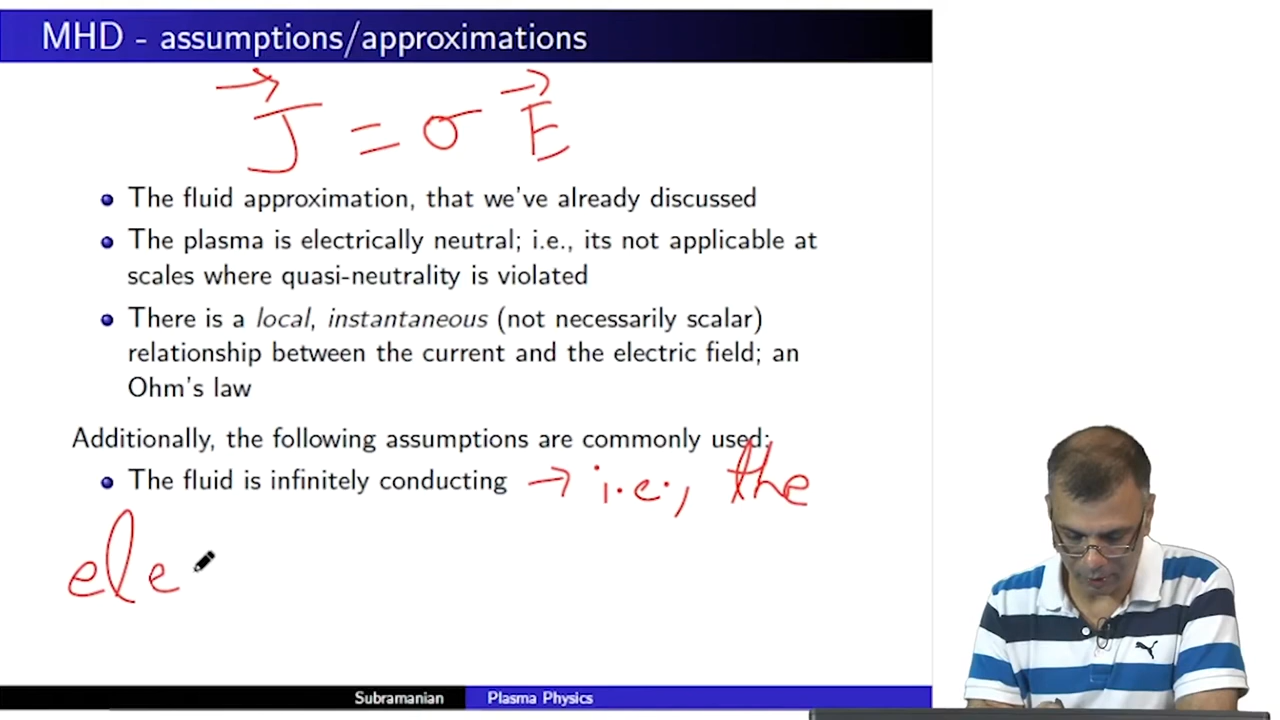 MHD - assumptions/approximations
J = σ E
The fluid approximation, that we've already discussed
The plasma is electrically neutral; i.e., its not applicable at
scales where quasi-neutrality is violated
There is a local, instantaneous (not necessarily scalar)
relationship between the current and the electric field; an
Ohm's law
Additionally, the following assumptions are commonly used:
The fluid is infinitely conducting → i.e., the
ele
Subramanian Plasma Physics